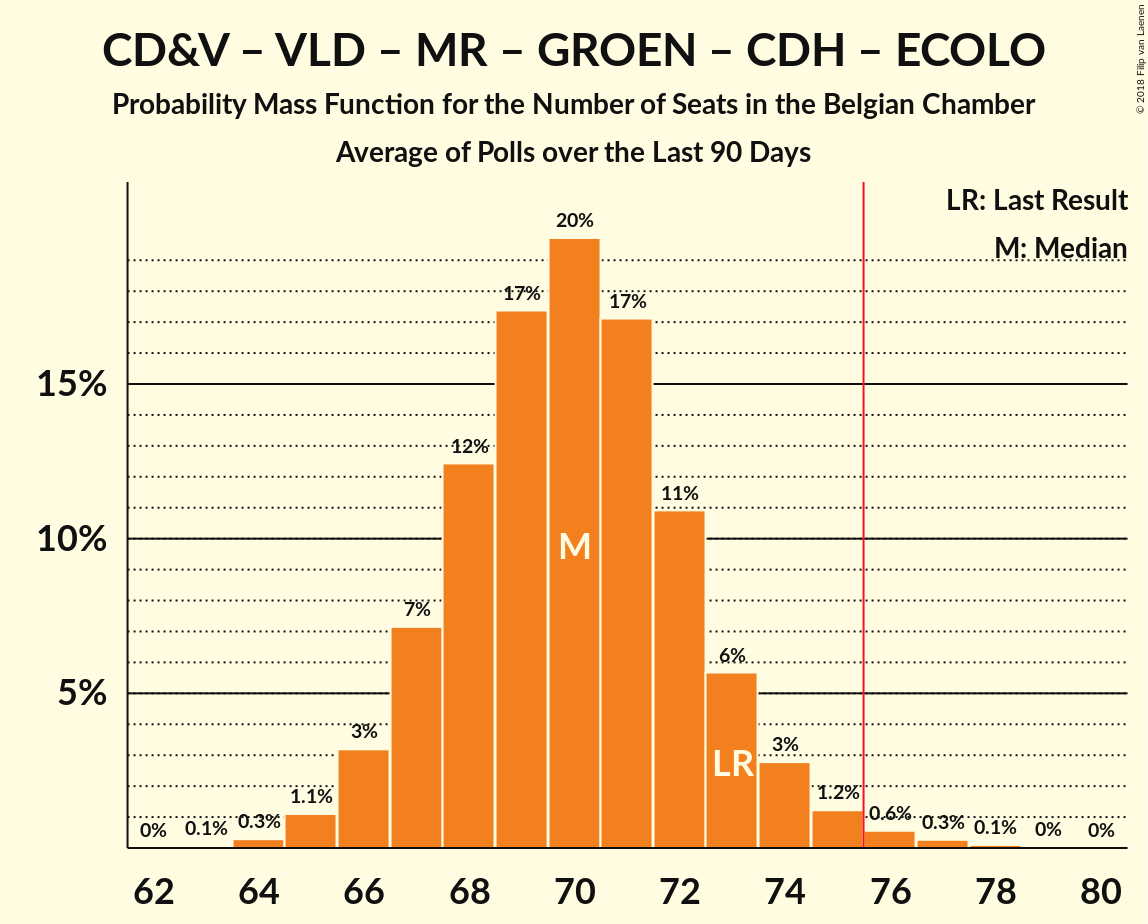 CD&V – VLD – MR – GROEN – CDH – ECOLO
Probability Mass Function for the Number of Seats in the Belgian Chamber
Average of Polls over the Last 90 Days
© 2018 Filip van Laenen
LR: Last Result
M: Median
15%
10%
5%
0%
0.1%
0.3%
1.1%
3%
7%
12%
17%
20%
17%
11%
6%
3%
1.2%
0.6%
0.3%
0.1%
0%
0%
M
LR
62 64 66 68 70 72 74 76 78 80